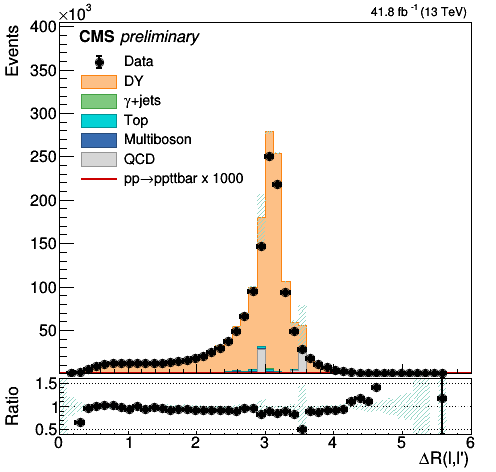 ×10³
41.8 fb⁻¹ (13 TeV)
Events
CMS preliminary
Data
DY
γ+jets
Top
Multiboson
QCD
pp→ppttbar x 1000
400
350
300
250
200
150
100
50
Ratio
1.5
1
0.5
0 1 2 3 4 5 6
ΔR(l,l')